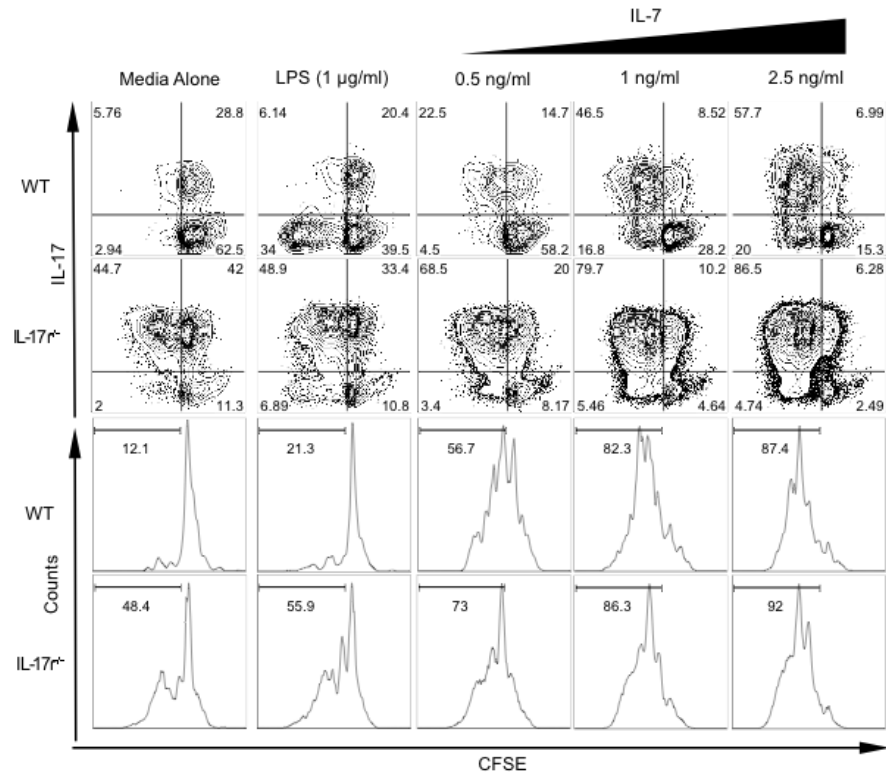 IL-7
Media Alone LPS (1 µg/ml) 0.5 ng/ml 1 ng/ml 2.5 ng/ml
5.76 28.8 6.14 20.4 22.5 14.7 46.5 8.52 57.7 6.99
WT
2.94 62.5 34 39.5 4.5 58.2 16.8 28.2 20 15.3
IL-17
44.7 42 48.9 33.4 68.5 20 79.7 10.2 86.5 6.28
IL-17r-/-
2 11.3 6.89 10.8 3.4 8.17 5.46 4.64 4.74 2.49
12.1 21.3 56.7 82.3 87.4
WT
Counts
48.4 55.9 73 86.3 92
IL-17r-/-
CFSE